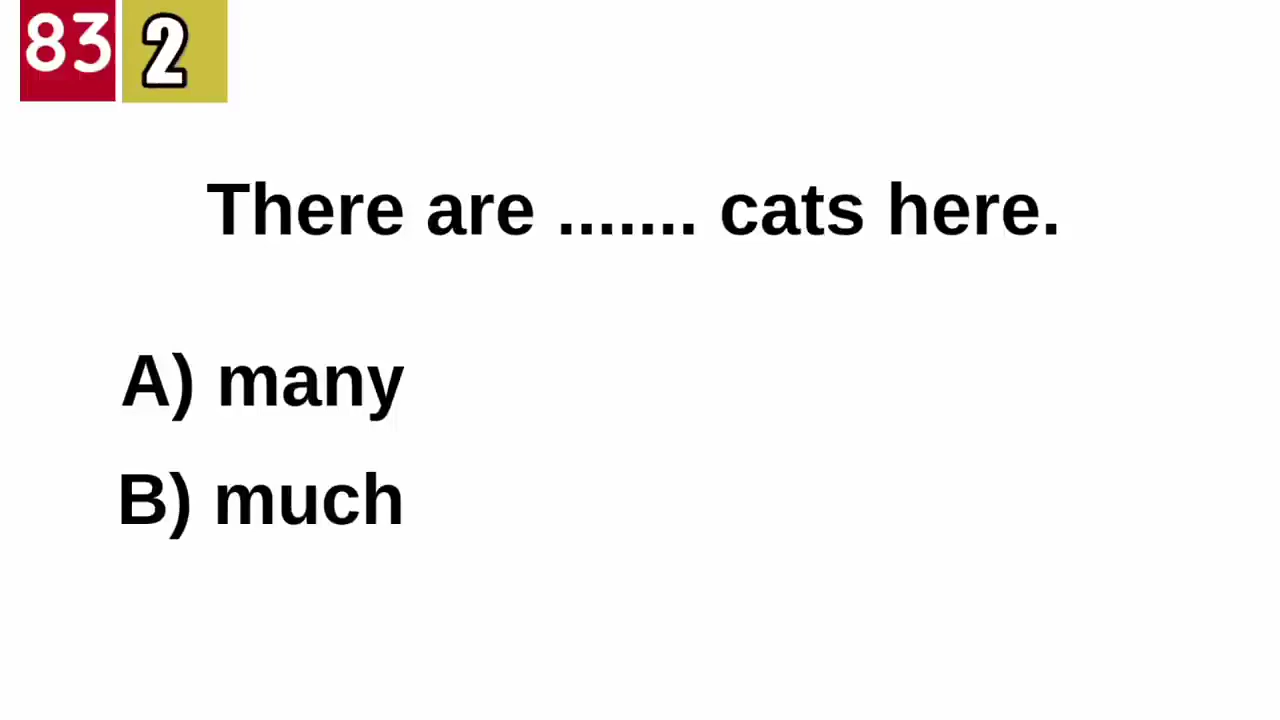 83 2
There are ....... cats here.
A) many
B) much